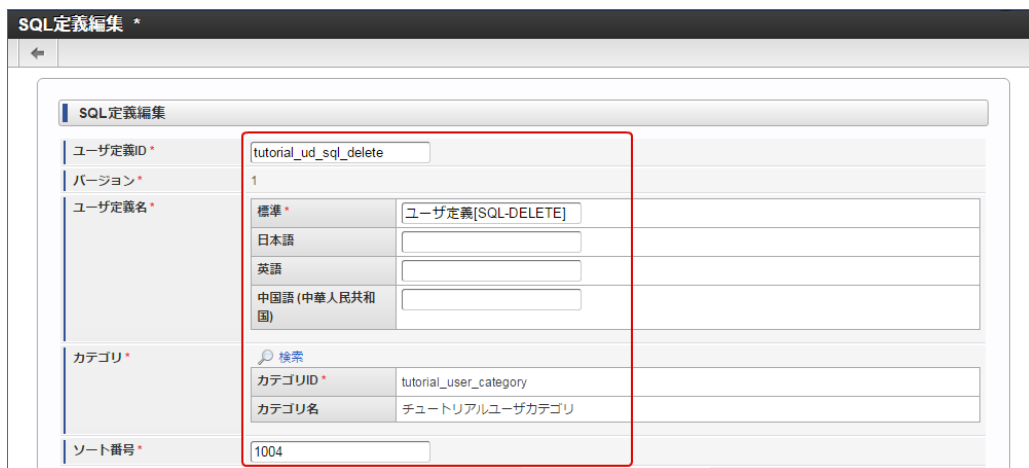 SQL定義編集 *
SQL定義編集
ユーザ定義ID *
tutorial_ud_sql_delete
バージョン *
1
ユーザ定義名 *
標準 *
ユーザ定義[SQL-DELETE]
日本語
英語
中国語 (中華人民共和
国)
カテゴリ *
検索
カテゴリID *
tutorial_user_category
カテゴリ名
チュートリアルユーザカテゴリ
ソート番号 *
1004